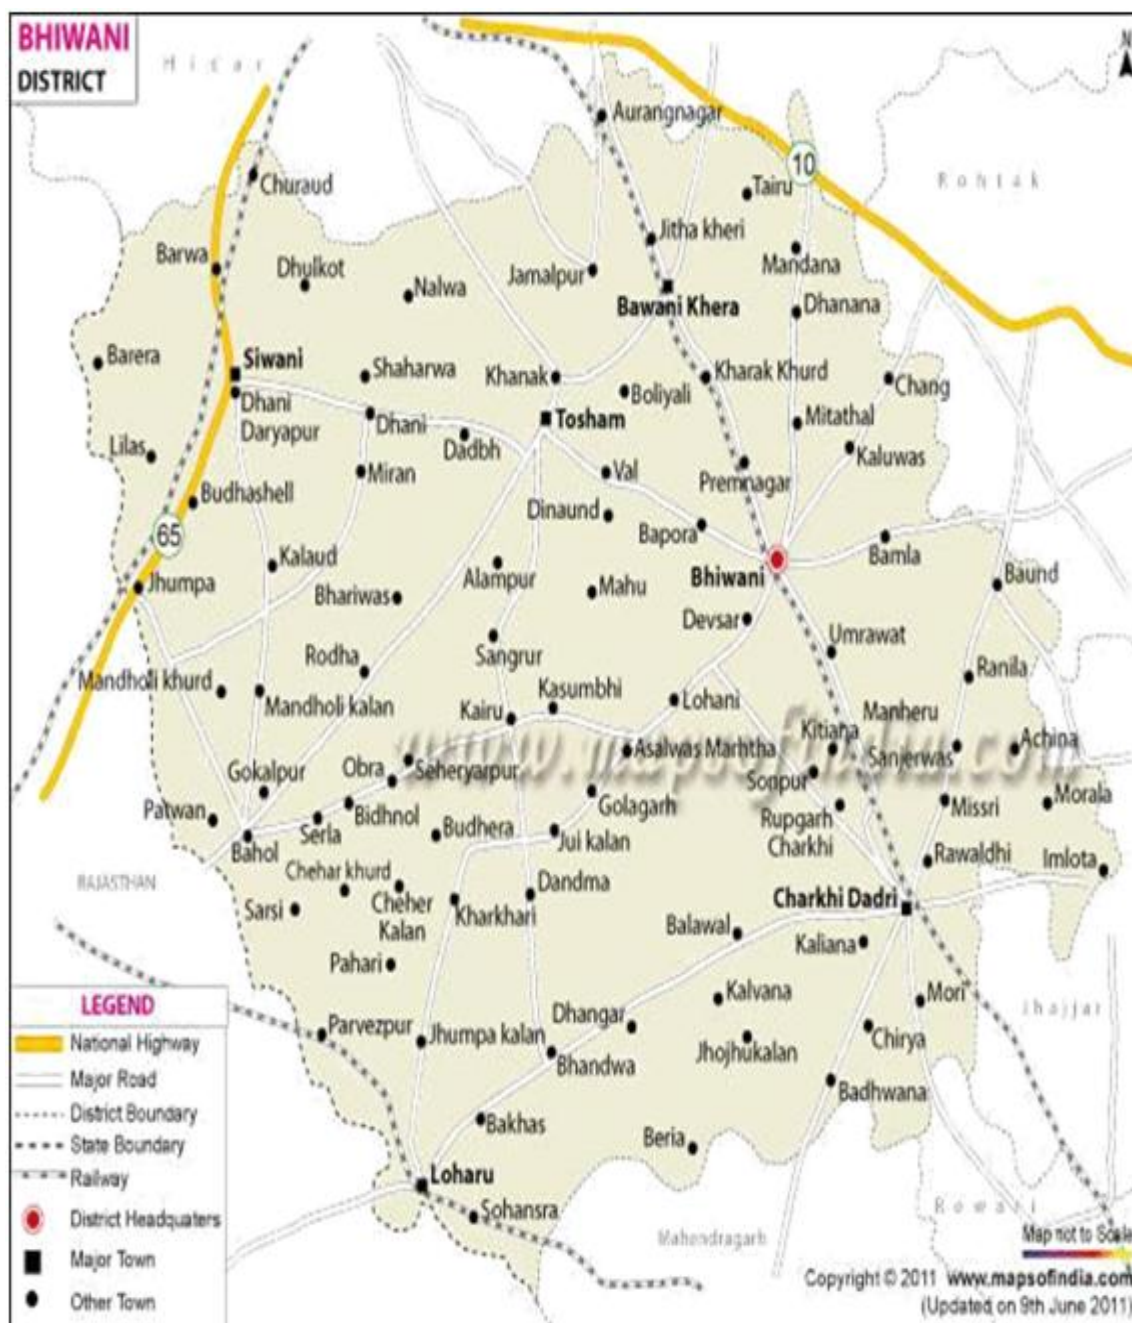 BHIWANI
DISTRICT
Hisar
N
Aurangnagar
10
Churaud
Tairu
Rohtak
Jitha kheri
Barwa
Dhulkot
Nalwa
Jamalpur
Mandana
Bawani Khera
Dhanana
Barera
Siwani
Shaharwa
Khanak
Boliyali
Kharak Khurd
Chang
Dhani
Daryapur
Dhani
Tosham
Mitathal
Lilas
Dadbh
Miran
Val
Premnagar
Kaluwas
Budhashell
65
Dinaund
Bapora
Kalaud
Alampur
Bhiwani
Bamla
Baund
Jhumpa
Bhariwas
Mahu
Devsar
Umrawat
Rodha
Sangrur
Ranila
Mandholi khurd
Mandholi kalan
Kasumbhi
Kairu
Lohani
Kitiana
Manheru
www.mapsofindia.com
Asalwas Marhtha
Sanjerwas
Achina
Gokalpur
Obra
Seheryarpur
Sonpur
Golagarh
Patwan
Bidhnol
Serla
Budhera
Jui kalan
Rupgarh
Charkhi
Missri
Morala
Bahol
Chehar khurd
Rawaldhi
Imlota
RAJASTHAN
Sarsi
Cheher
Kalan
Kharkhari
Dandma
Charkhi Dadri
Balawal
Kaliana
Pahari
Kalvana
Mori
Jhajjar
Parvezpur
Jhumpa kalan
Dhangar
Bhandwa
Jhojhukalan
Chirya
Badhwana
Bakhas
Beria
Loharu
Sohansra
Mahendragarh
Rowari
LEGEND
National Highway
Major Road
District Boundary
State Boundary
Railway
District Headquaters
Major Town
Other Town
Map not to Scale
Copyright © 2011 www.mapsofindia.com
(Updated on 9th June 2011)